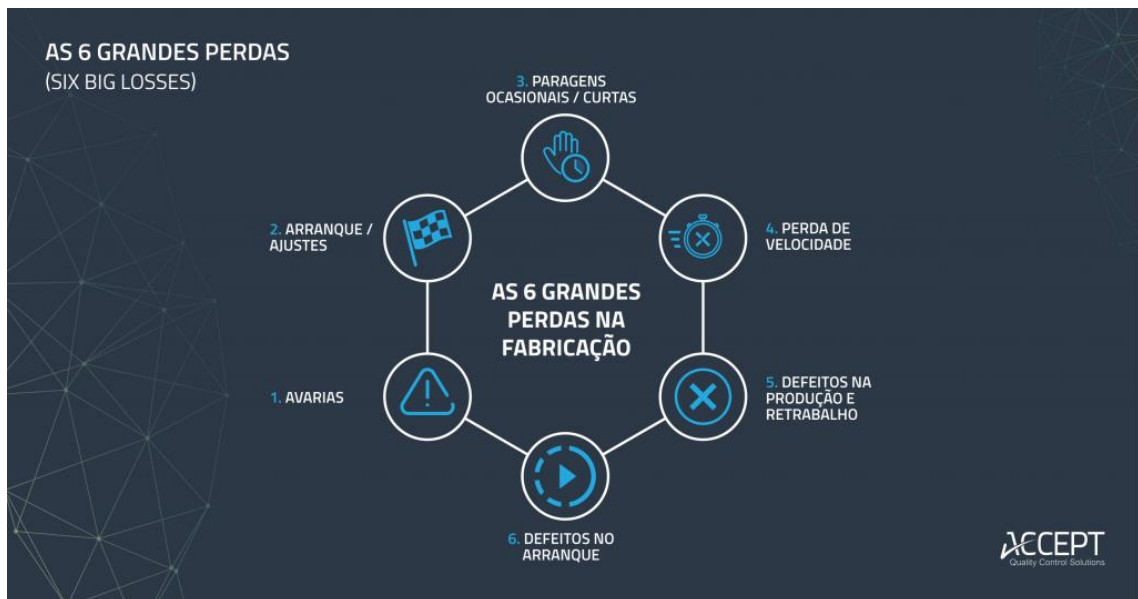 AS 6 GRANDES PERDAS
(SIX BIG LOSSES)
3. PARAGENS
OCASIONAIS / CURTAS
2. ARRANQUE /
AJUSTES
4. PERDA DE
VELOCIDADE
AS 6 GRANDES
PERDAS NA
FABRICAÇÃO
1. AVARIAS
5. DEFEITOS NA
PRODUÇÃO E
RETRABALHO
6. DEFEITOS NO
ARRANQUE
ACCEPT
Quality Control Solutions